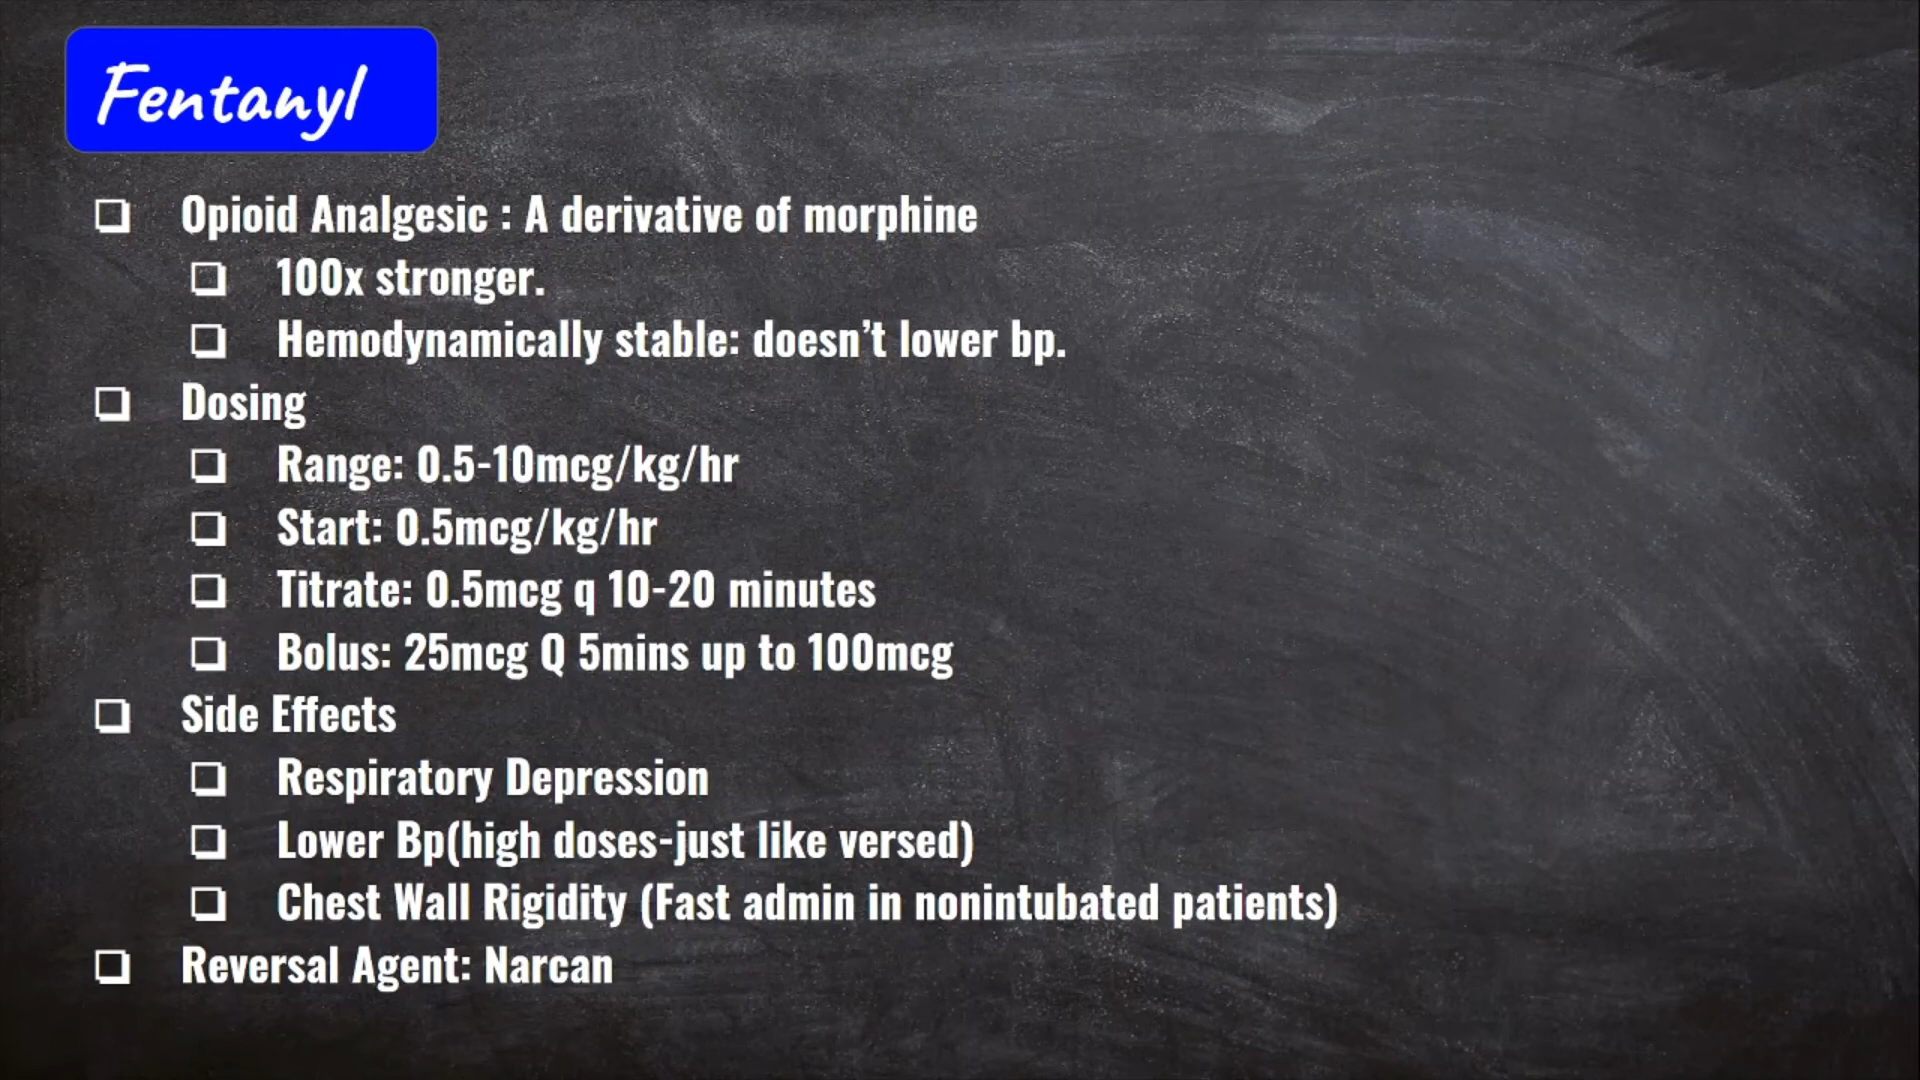 Fentanyl
Opioid Analgesic : A derivative of morphine
100x stronger.
Hemodynamically stable: doesn’t lower bp.
Dosing
Range: 0.5-10mcg/kg/hr
Start: 0.5mcg/kg/hr
Titrate: 0.5mcg q 10-20 minutes
Bolus: 25mcg Q 5mins up to 100mcg
Side Effects
Respiratory Depression
Lower Bp(high doses-just like versed)
Chest Wall Rigidity (Fast admin in nonintubated patients)
Reversal Agent: Narcan